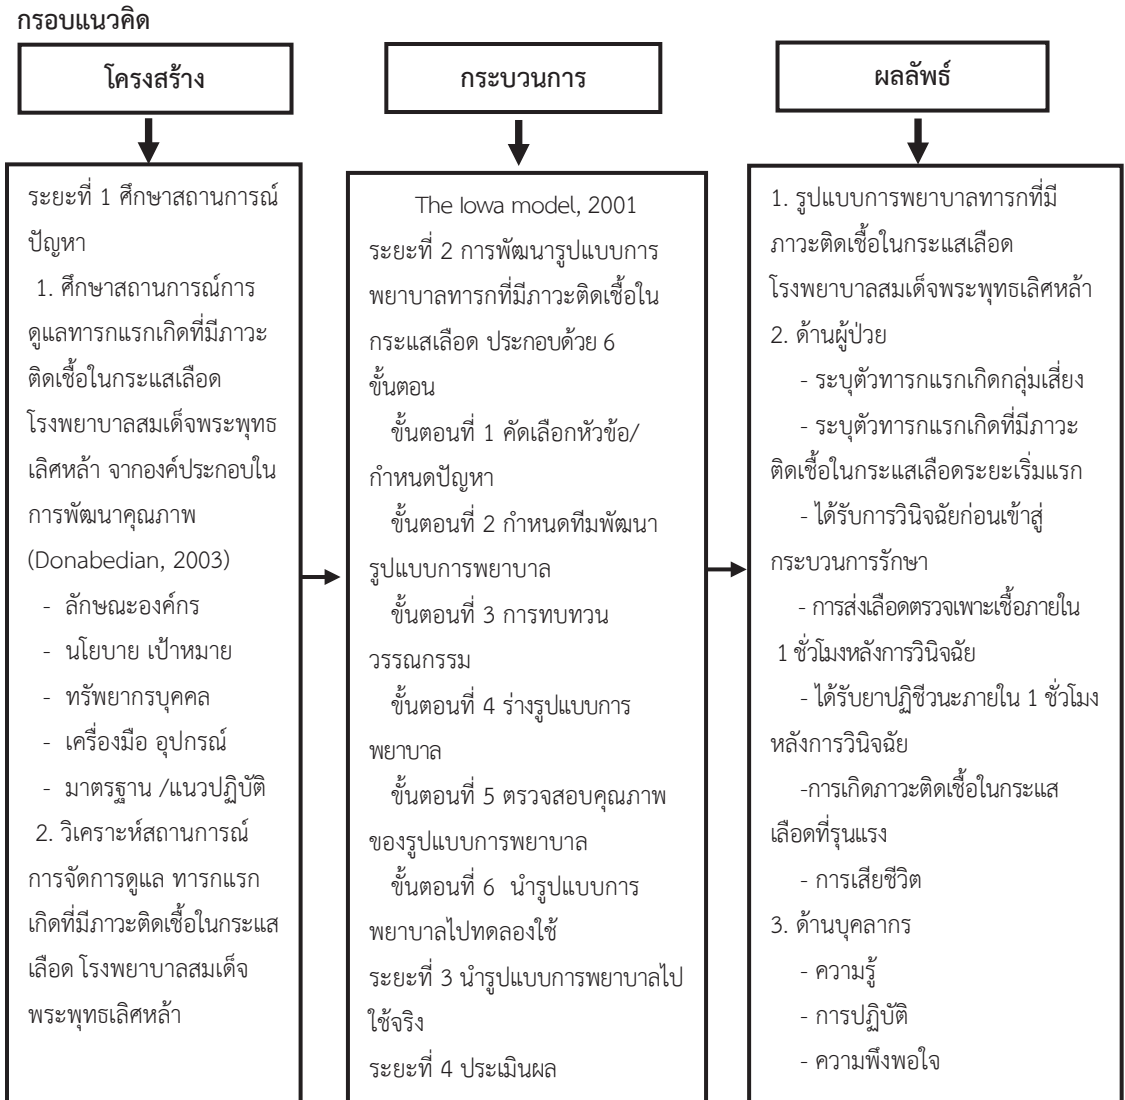 กรอบแนวคิด
โครงสร้าง
กระบวนการ
ผลลัพธ์
ระยะที่ 1 ศึกษาสถานการณ์
ปัญหา
1. ศึกษาสถานการณ์การ
ดูแลทารกแรกเกิดที่มีภาวะ
ติดเชื้อในกระแสเลือด
โรงพยาบาลสมเด็จพระพุทธ
เลิศหล้า จากองค์ประกอบใน
การพัฒนาคุณภาพ
(Donabedian, 2003)
- ลักษณะองค์กร
- นโยบาย เป้าหมาย
- ทรัพยากรบุคคล
- เครื่องมือ อุปกรณ์
- มาตรฐาน /แนวปฏิบัติ
2. วิเคราะห์สถานการณ์
การจัดการดูแล ทารกแรก
เกิดที่มีภาวะติดเชื้อในกระแส
เลือด โรงพยาบาลสมเด็จ
พระพุทธเลิศหล้า
The Iowa model, 2001
ระยะที่ 2 การพัฒนารูปแบบการ
พยาบาลทารกที่มีภาวะติดเชื้อใน
กระแสเลือด ประกอบด้วย 6
ขั้นตอน
ขั้นตอนที่ 1 คัดเลือกหัวข้อ/
กำหนดปัญหา
ขั้นตอนที่ 2 กำหนดทีมพัฒนา
รูปแบบการพยาบาล
ขั้นตอนที่ 3 การทบทวน
วรรณกรรม
ขั้นตอนที่ 4 ร่างรูปแบบการ
พยาบาล
ขั้นตอนที่ 5 ตรวจสอบคุณภาพ
ของรูปแบบการพยาบาล
ขั้นตอนที่ 6 นำรูปแบบการ
พยาบาลไปทดลองใช้
ระยะที่ 3 นำรูปแบบการพยาบาลไป
ใช้จริง
ระยะที่ 4 ประเมินผล
1. รูปแบบการพยาบาลทารกที่มี
ภาวะติดเชื้อในกระแสเลือด
โรงพยาบาลสมเด็จพระพุทธเลิศหล้า
2. ด้านผู้ป่วย
- ระบุตัวทารกแรกเกิดกลุ่มเสี่ยง
- ระบุตัวทารกแรกเกิดที่มีภาวะ
ติดเชื้อในกระแสเลือดระยะเริ่มแรก
- ได้รับการวินิจฉัยก่อนเข้าสู่
กระบวนการรักษา
- การส่งเลือดตรวจเพาะเชื้อภายใน
1 ชั่วโมงหลังการวินิจฉัย
- ได้รับยาปฏิชีวนะภายใน 1 ชั่วโมง
หลังการวินิจฉัย
-การเกิดภาวะติดเชื้อในกระแส
เลือดที่รุนแรง
- การเสียชีวิต
3. ด้านบุคลากร
- ความรู้
- การปฏิบัติ
- ความพึงพอใจ